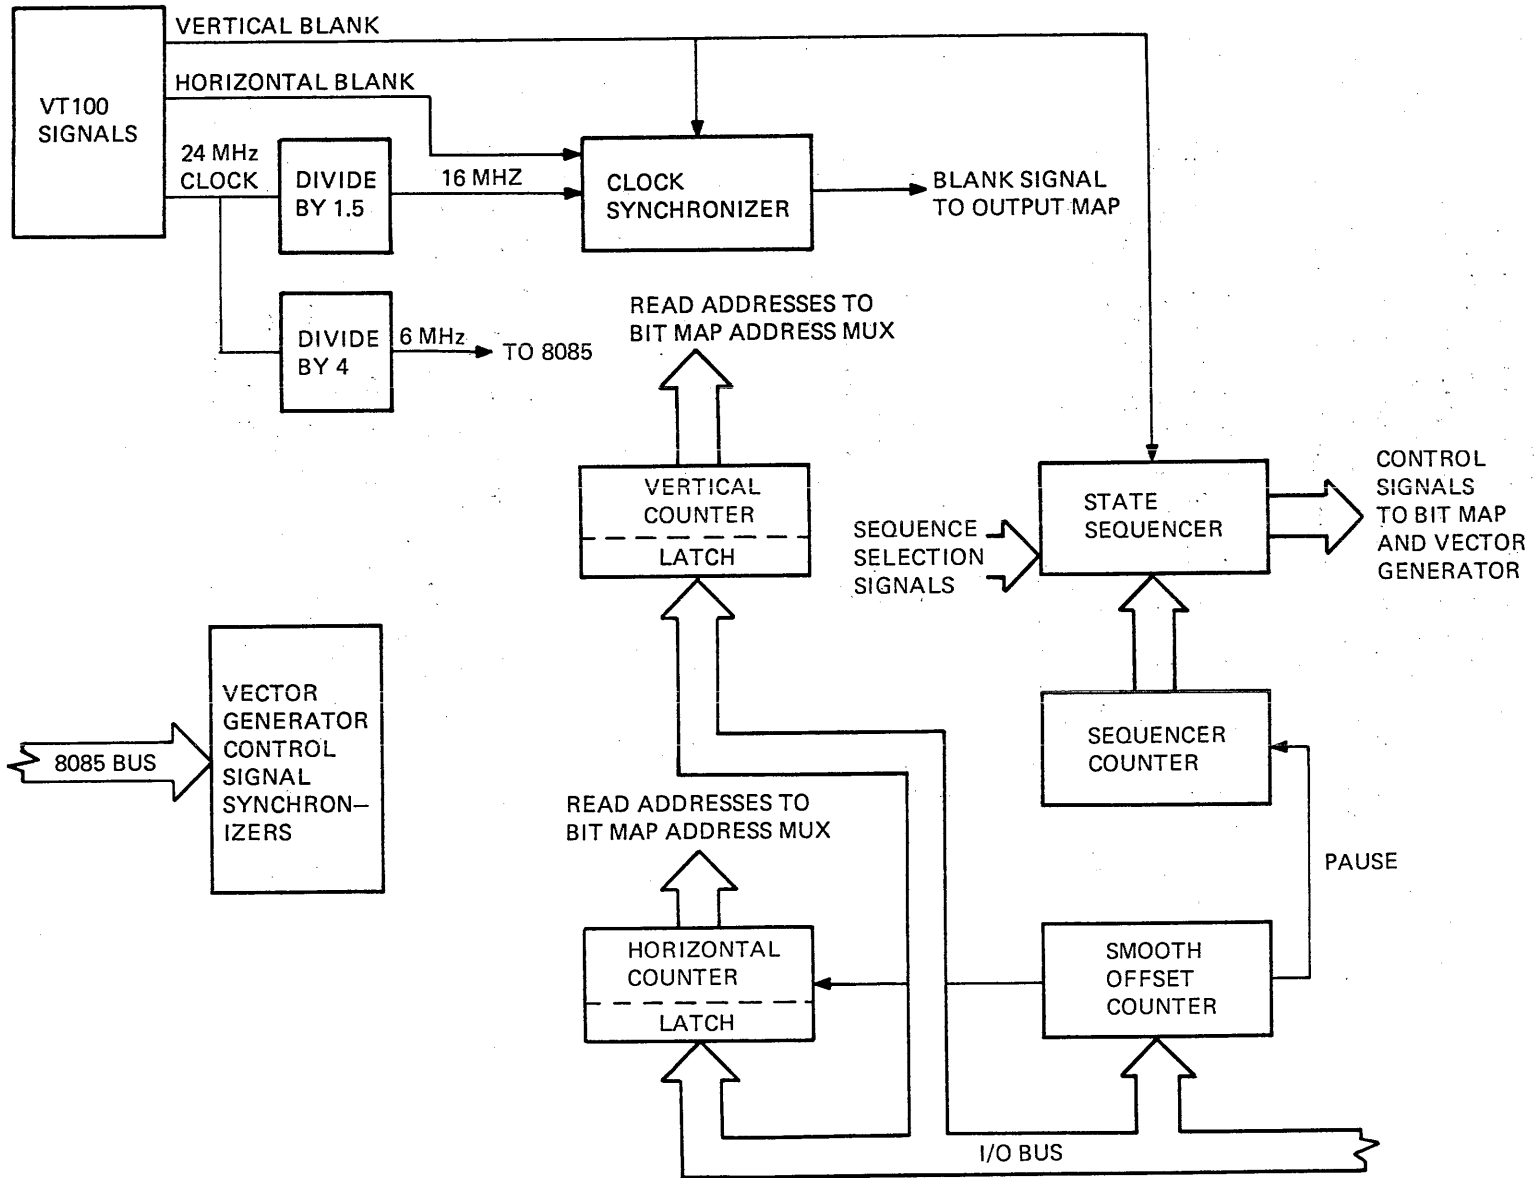 VERTICAL BLANK
HORIZONTAL BLANK
VT100
SIGNALS
24 MHz
CLOCK
DIVIDE
BY 1.5
16 MHZ
CLOCK
SYNCHRONIZER
BLANK SIGNAL
TO OUTPUT MAP
DIVIDE
BY 4
6 MHz
TO 8085
READ ADDRESSES TO
BIT MAP ADDRESS MUX
VERTICAL
COUNTER
LATCH
SEQUENCE
SELECTION
SIGNALS
STATE
SEQUENCER
CONTROL
SIGNALS
TO BIT MAP
AND VECTOR
GENERATOR
8085 BUS
VECTOR
GENERATOR
CONTROL
SIGNAL
SYNCHRON–
IZERS
SEQUENCER
COUNTER
READ ADDRESSES TO
BIT MAP ADDRESS MUX
PAUSE
HORIZONTAL
COUNTER
LATCH
SMOOTH
OFFSET
COUNTER
I/O BUS